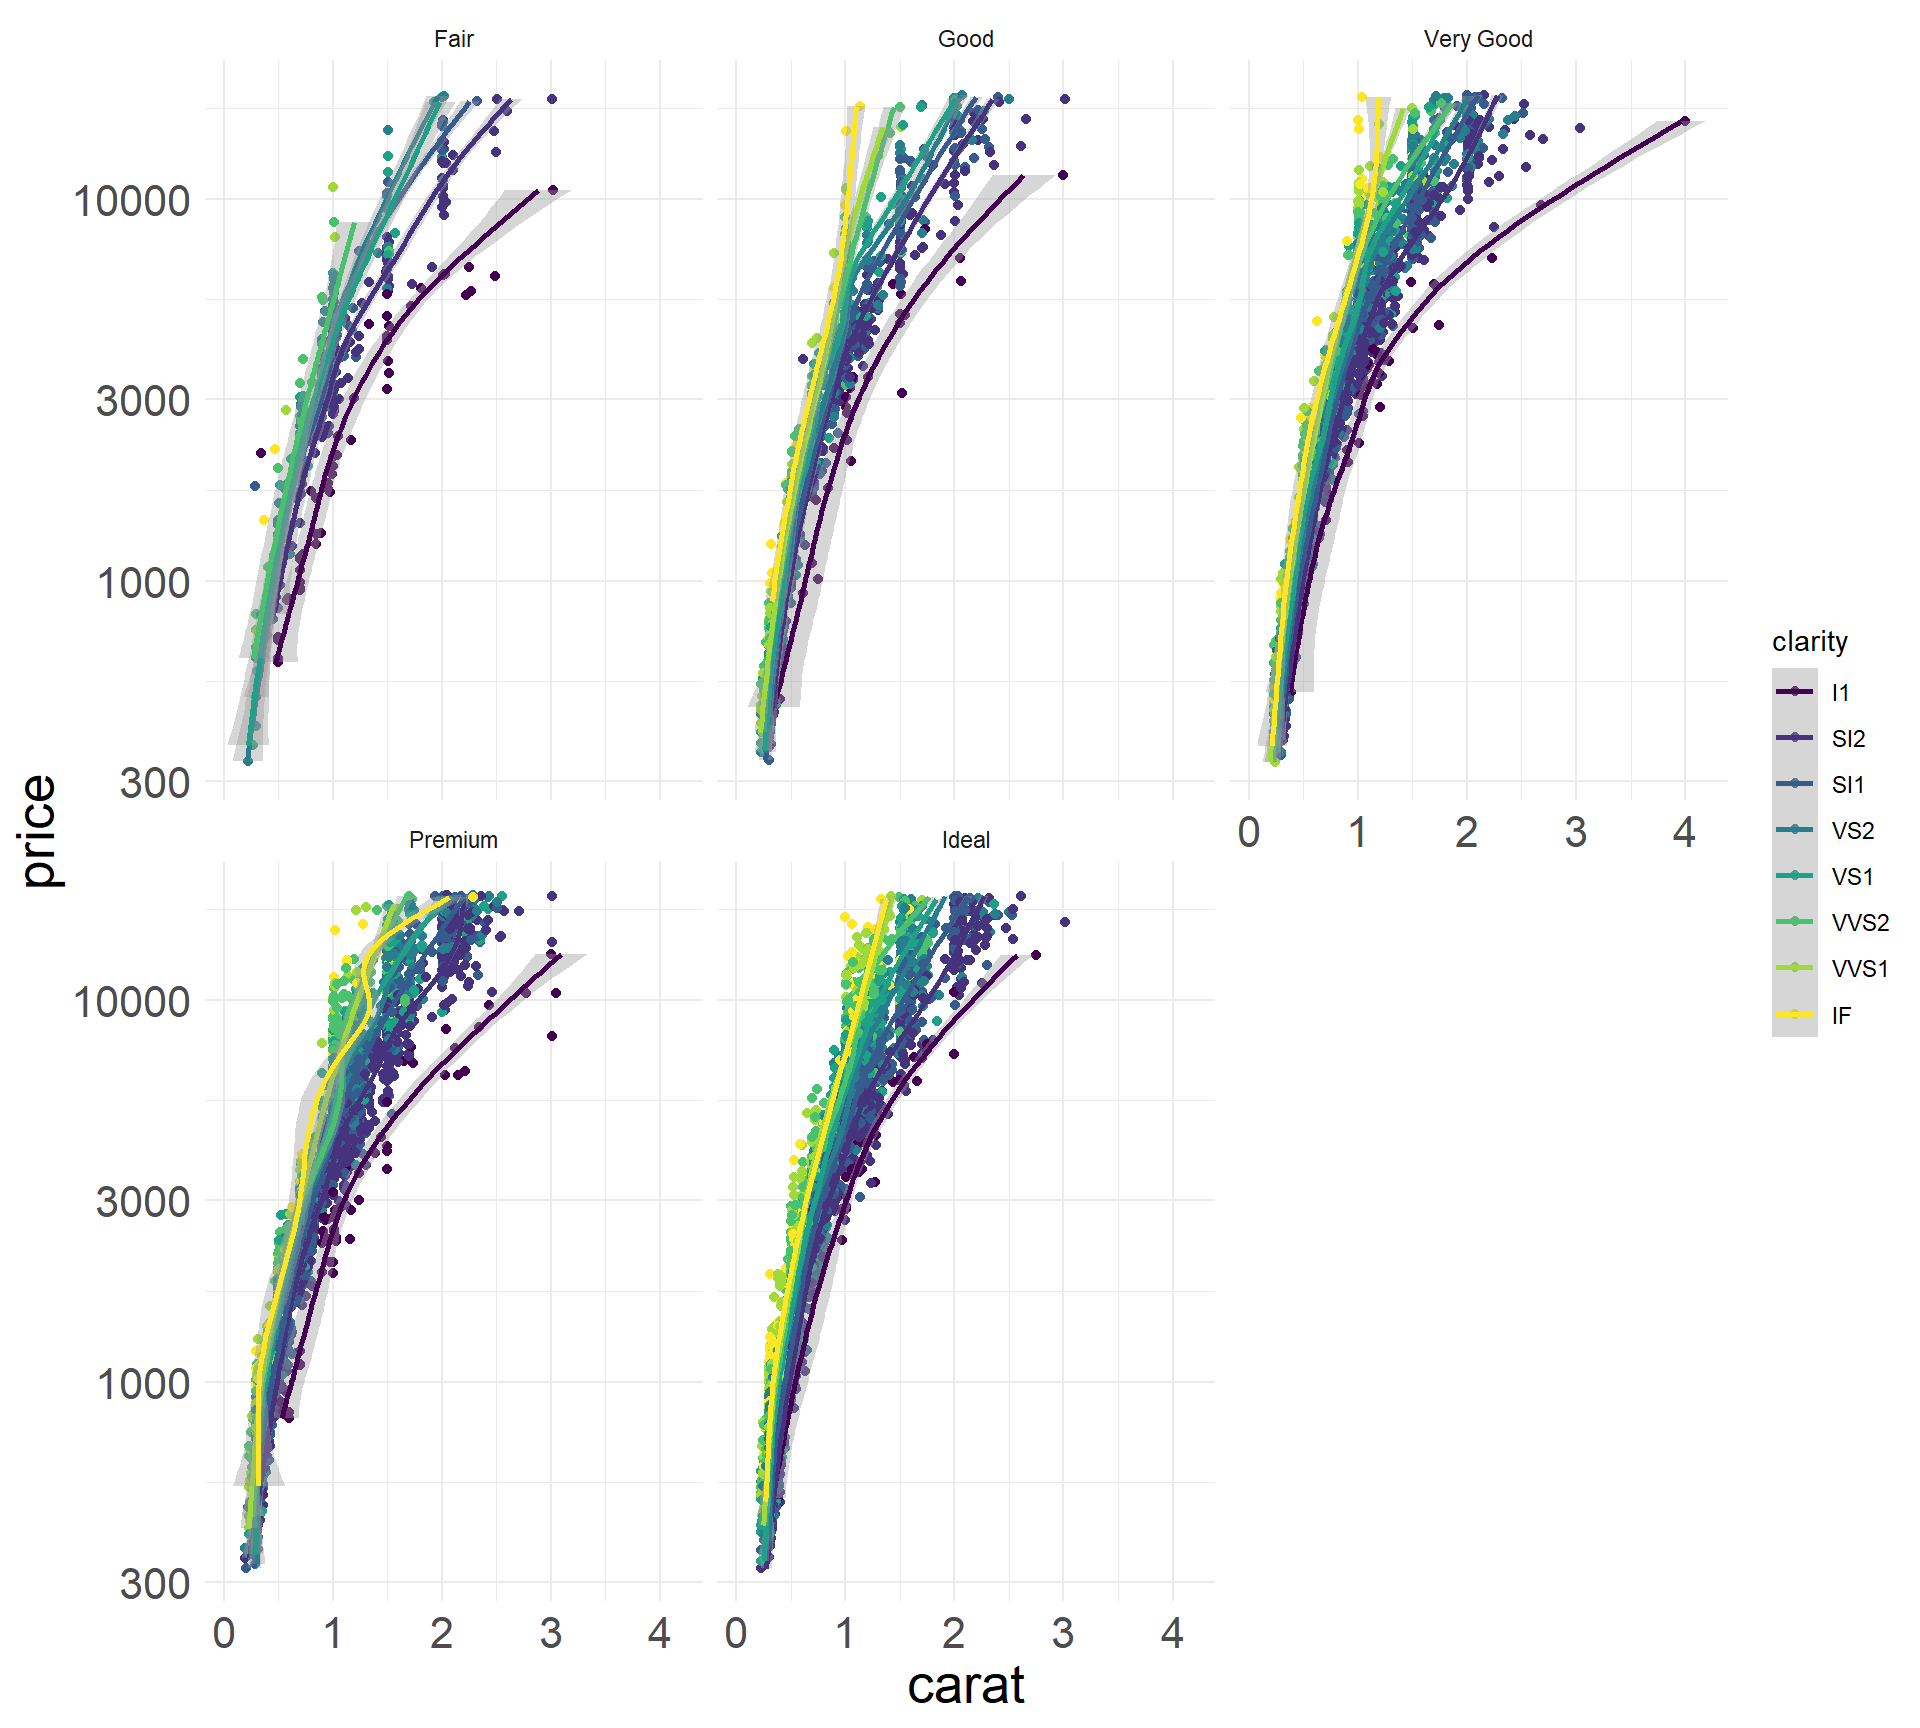 Fair Good Very Good
10000
3000
1000
300
0 1 2 3 4
Premium Ideal
10000
3000
1000
300
0 1 2 3 4 0 1 2 3 4
carat
price
clarity
I1
SI2
SI1
VS2
VS1
VVS2
VVS1
IF